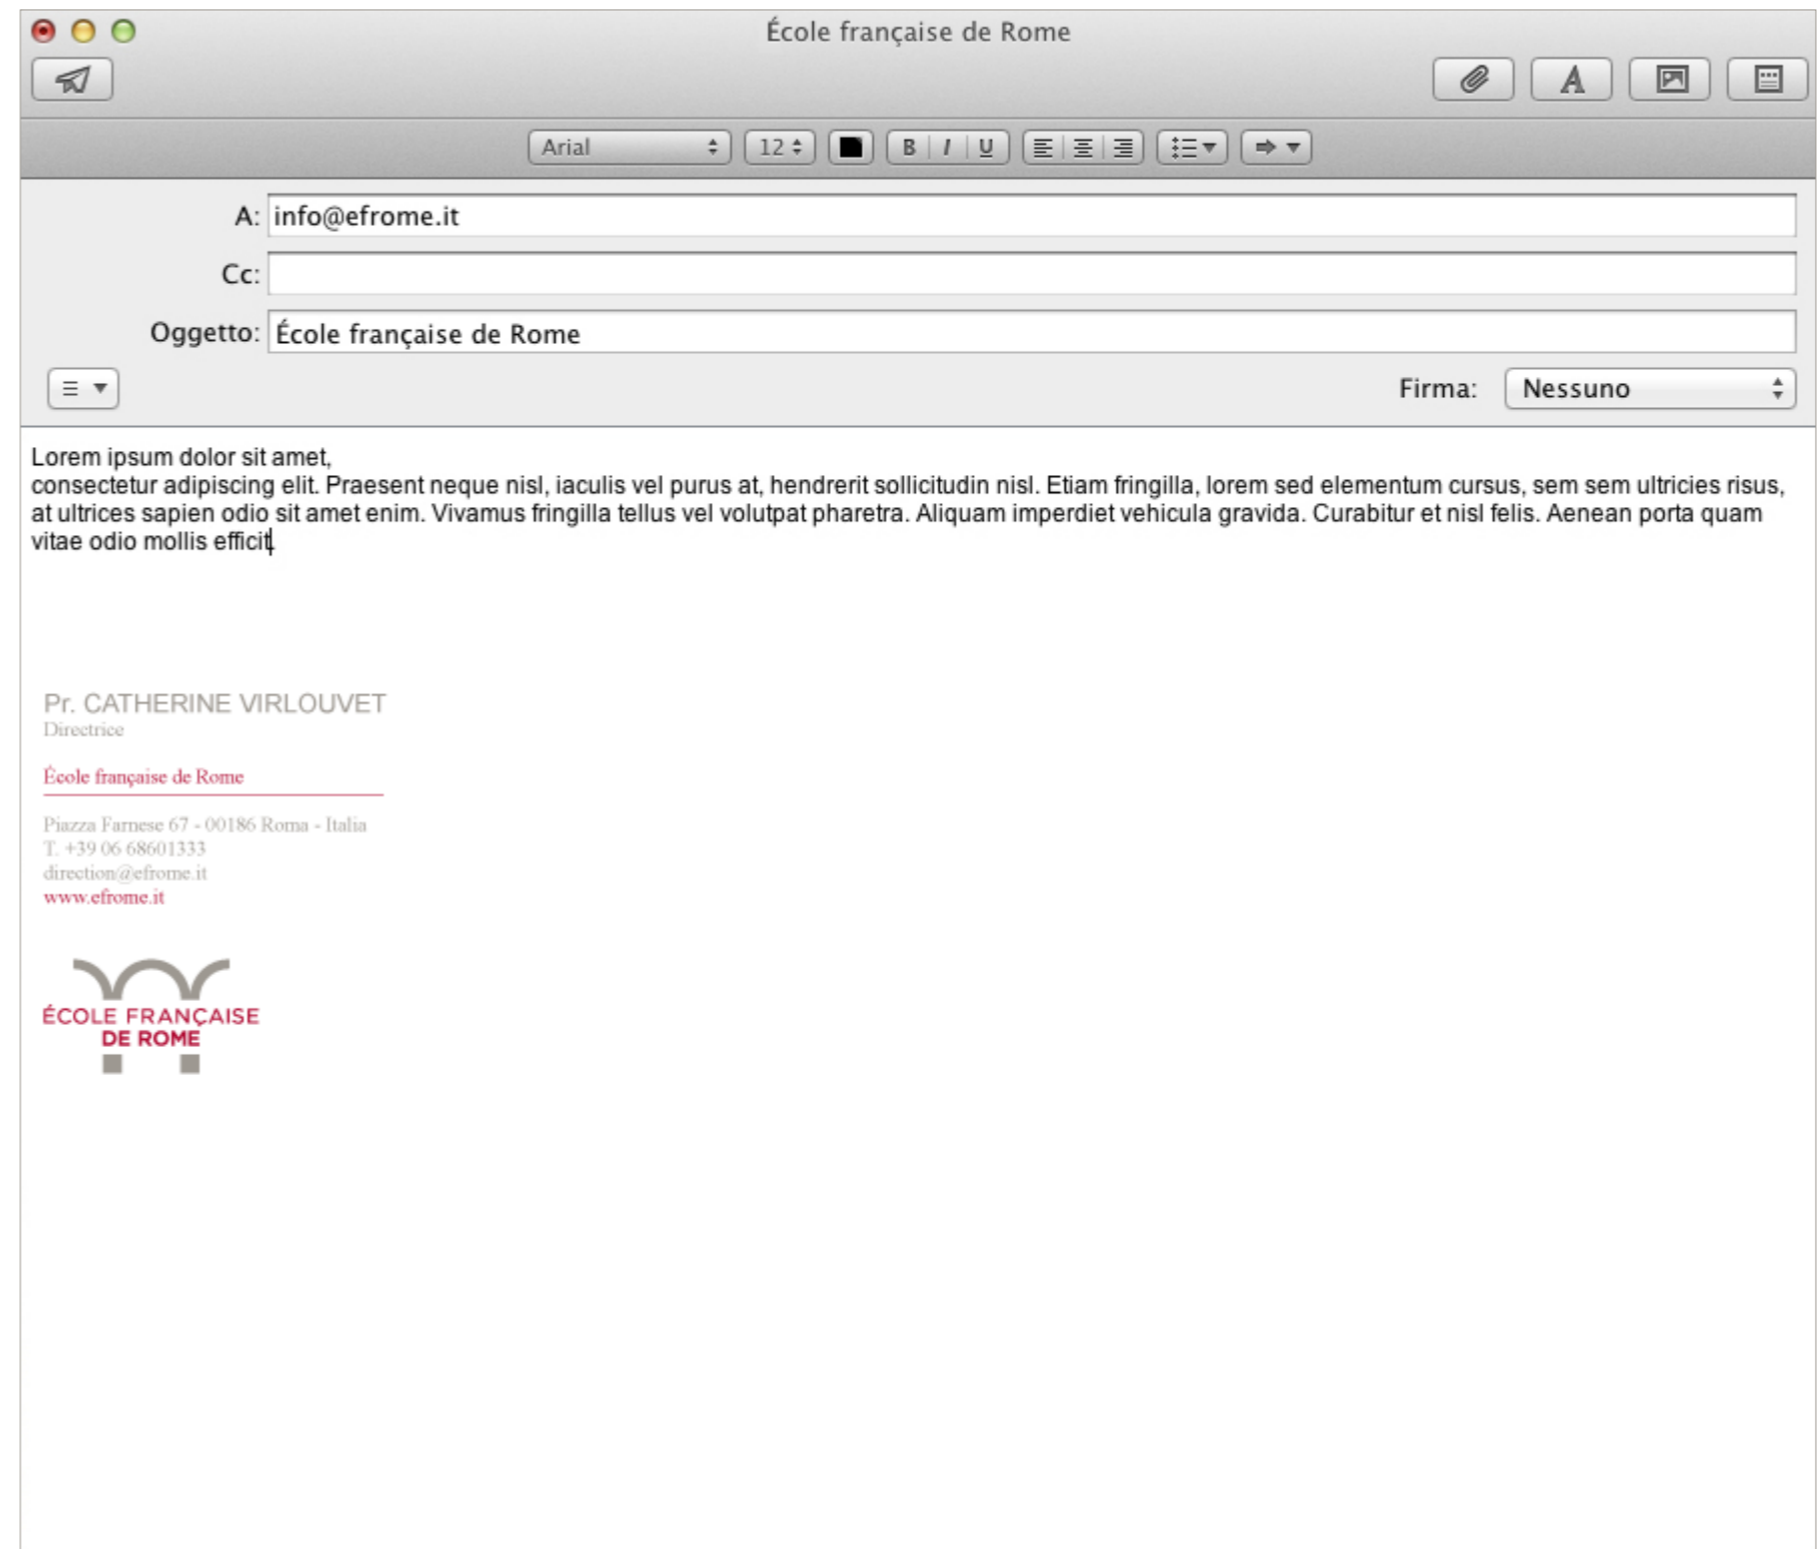 École française de Rome
Arial
12
B I U
A: info@efrome.it
Cc:
Oggetto: École française de Rome
Firma: Nessuno
Lorem ipsum dolor sit amet,
consectetur adipiscing elit. Praesent neque nisl, iaculis vel purus at, hendrerit sollicitudin nisl. Etiam fringilla, lorem sed elementum cursus, sem sem ultricies risus,
at ultrices sapien odio sit amet enim. Vivamus fringilla tellus vel volutpat pharetra. Aliquam imperdiet vehicula gravida. Curabitur et nisl felis. Aenean porta quam
vitae odio mollis efficit.
Pr. CATHERINE VIRLOUVET
Directrice
École française de Rome
Piazza Farnese 67 - 00186 Roma - Italia
T. +39 06 68601333
direction@efrome.it
www.efrome.it
ÉCOLE FRANÇAISE
DE ROME